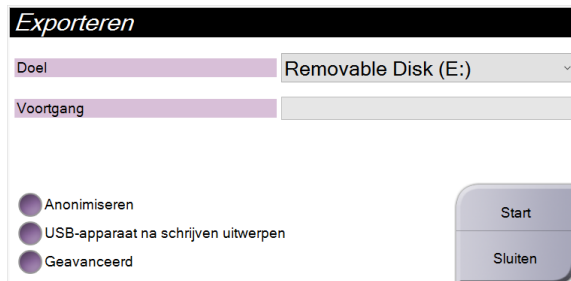 Exporteren
Doel
Removable Disk (E:)
Voortgang
Anonimiseren
USB-apparaat na schrijven uitwerpen
Geavanceerd
Start
Sluiten